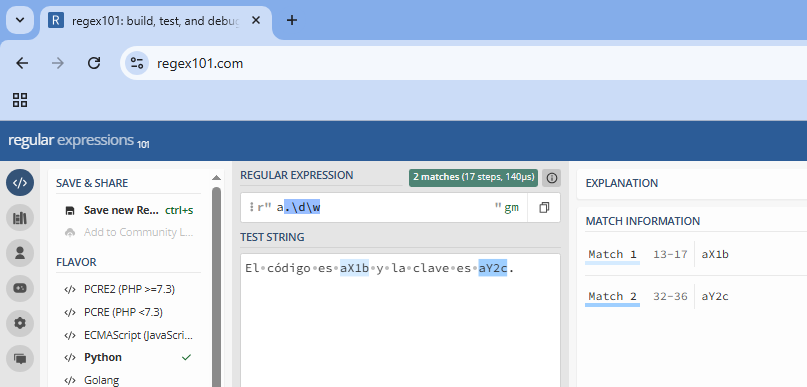 regex101: build, test, and debug
regex101.com
regular expressions 101
SAVE & SHARE
Save new Re... ctrl+s
Add to Community L...
FLAVOR
</> PCRE2 (PHP >=7.3)
</> PCRE (PHP <7.3)
</> ECMAScript (JavaScri...
</> Python
</> Golang
REGULAR EXPRESSION
2 matches (17 steps, 140μs)
r" a.\d\w " gm
TEST STRING
El código es aX1b y la clave es aY2c.
EXPLANATION
MATCH INFORMATION
Match 1 13-17 aX1b
Match 2 32-36 aY2c